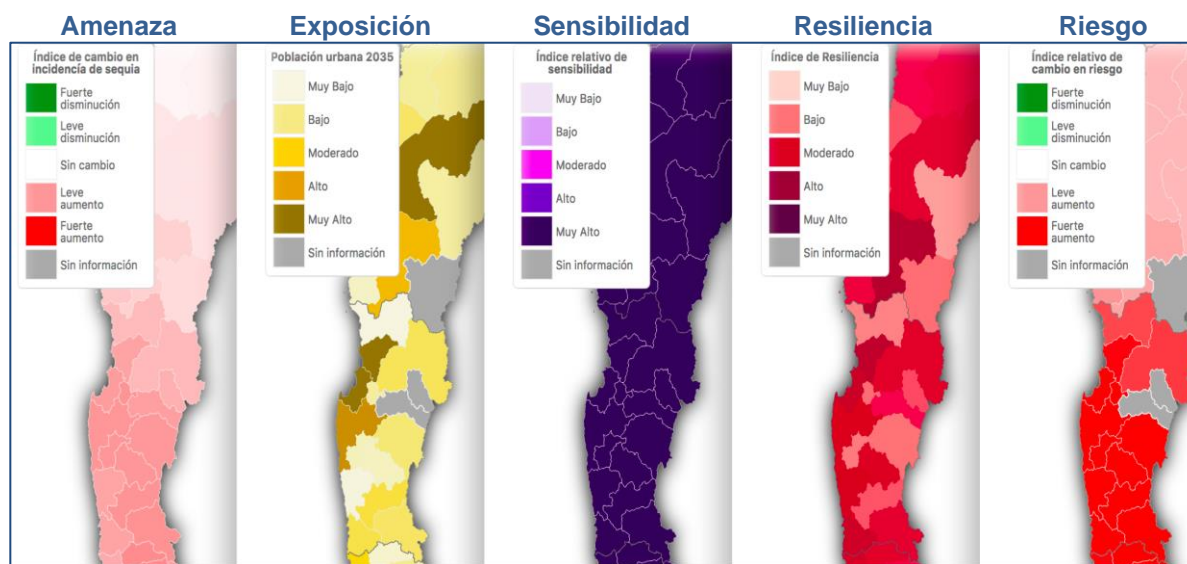 Amenaza
Exposición
Sensibilidad
Resiliencia
Riesgo
Índice de cambio en
incidencia de sequia
Fuerte
disminución
Leve
disminución
Sin cambio
Leve
aumento
Fuerte
aumento
Sin información
Población urbana 2035
Muy Bajo
Bajo
Moderado
Alto
Muy Alto
Sin información
Índice relativo de
sensibilidad
Muy Bajo
Bajo
Moderado
Alto
Muy Alto
Sin información
Índice de Resiliencia
Muy Bajo
Bajo
Moderado
Alto
Muy Alto
Sin información
Índice relativo de
cambio en riesgo
Fuerte
disminución
Leve
disminución
Sin cambio
Leve
aumento
Fuerte
aumento
Sin información